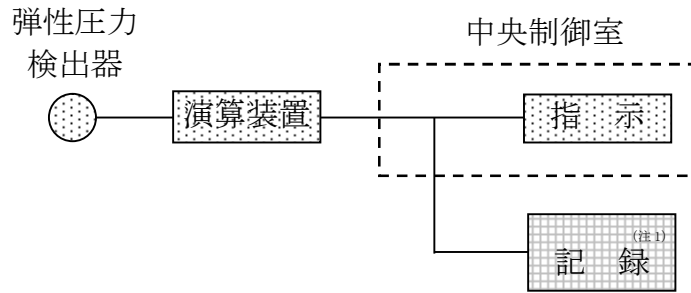 弾性圧力
検出器
中央制御室
演算装置
指　示
(注1)
記　録